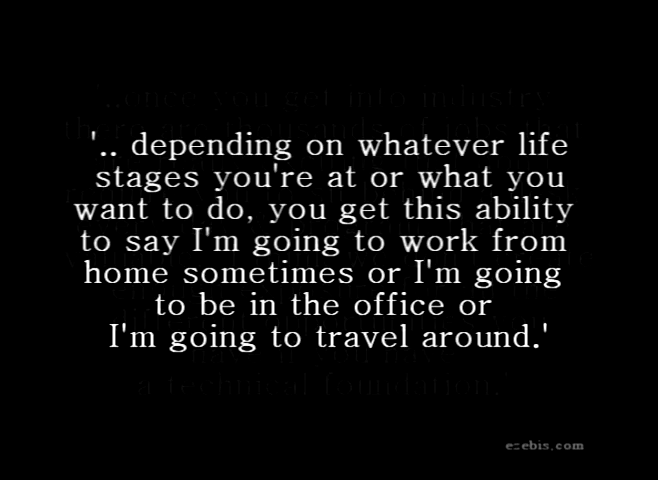 '.. depending on whatever life
stages you're at or what you
want to do, you get this ability
to say I'm going to work from
home sometimes or I'm going
to be in the office or
I'm going to travel around.'
a technical foundation.'
ezebis.com